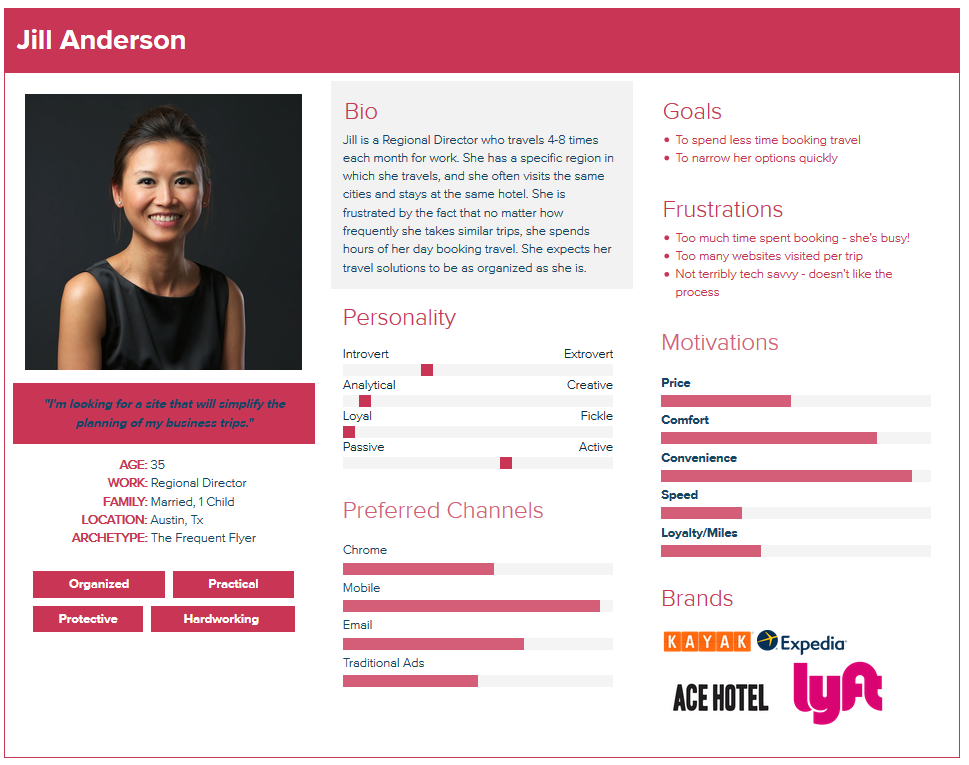 Jill Anderson
"I'm looking for a site that will simplify the
planning of my business trips."
AGE: 35
WORK: Regional Director
FAMILY: Married, 1 Child
LOCATION: Austin, Tx
ARCHETYPE: The Frequent Flyer
Organized Practical
Protective Hardworking
Bio
Jill is a Regional Director who travels 4-8 times
each month for work. She has a specific region in
which she travels, and she often visits the same
cities and stays at the same hotel. She is
frustrated by the fact that no matter how
frequently she takes similar trips, she spends
hours of her day booking travel. She expects her
travel solutions to be as organized as she is.
Personality
Introvert Extrovert
Analytical Creative
Loyal Fickle
Passive Active
Preferred Channels
Chrome
Mobile
Email
Traditional Ads
Goals
• To spend less time booking travel
• To narrow her options quickly
Frustrations
• Too much time spent booking - she's busy!
• Too many websites visited per trip
• Not terribly tech savvy - doesn't like the
process
Motivations
Price
Comfort
Convenience
Speed
Loyalty/Miles
Brands
KAYAK Expedia
ACE HOTEL lyft